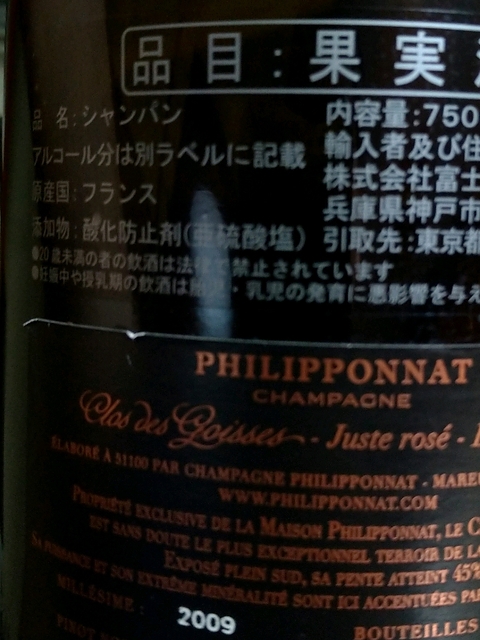 品目:果実
品 名:シャンパン
アルコール分は別ラベルに記載
原産国:フランス
添加物:酸化防止剤(亜硫酸塩)
●20歳未満の者の飲酒は法律で禁止されています
●妊娠中や授乳期の飲酒は胎児・乳児の発育に悪影響を与え
内容量:750
輸入者及び住
株式会社富士
兵庫県神戸市
引取先:東京都
PHILIPPONNAT
CHAMPAGNE
Clos des Goisses - Juste rosé -
ÉLABORÉ À 51100 PAR CHAMPAGNE PHILIPPONNAT - MAREU
WWW.PHILIPPONNAT.COM
PROPRIÉTÉ EXCLUSIVE DE LA MAISON PHILIPPONNAT, LE C
EST SANS DOUTE LE PLUS EXCEPTIONNEL TERROIR DE LA
EXPOSÉ PLEIN SUD, SA PENTE ATTEINT 45%
SA PUISSANCE ET SON EXTRÊME MINÉRALITÉ SONT ICI ACCENTUÉES PA
MILLÉSIME : 2009
PINOT
BOUTEILLES